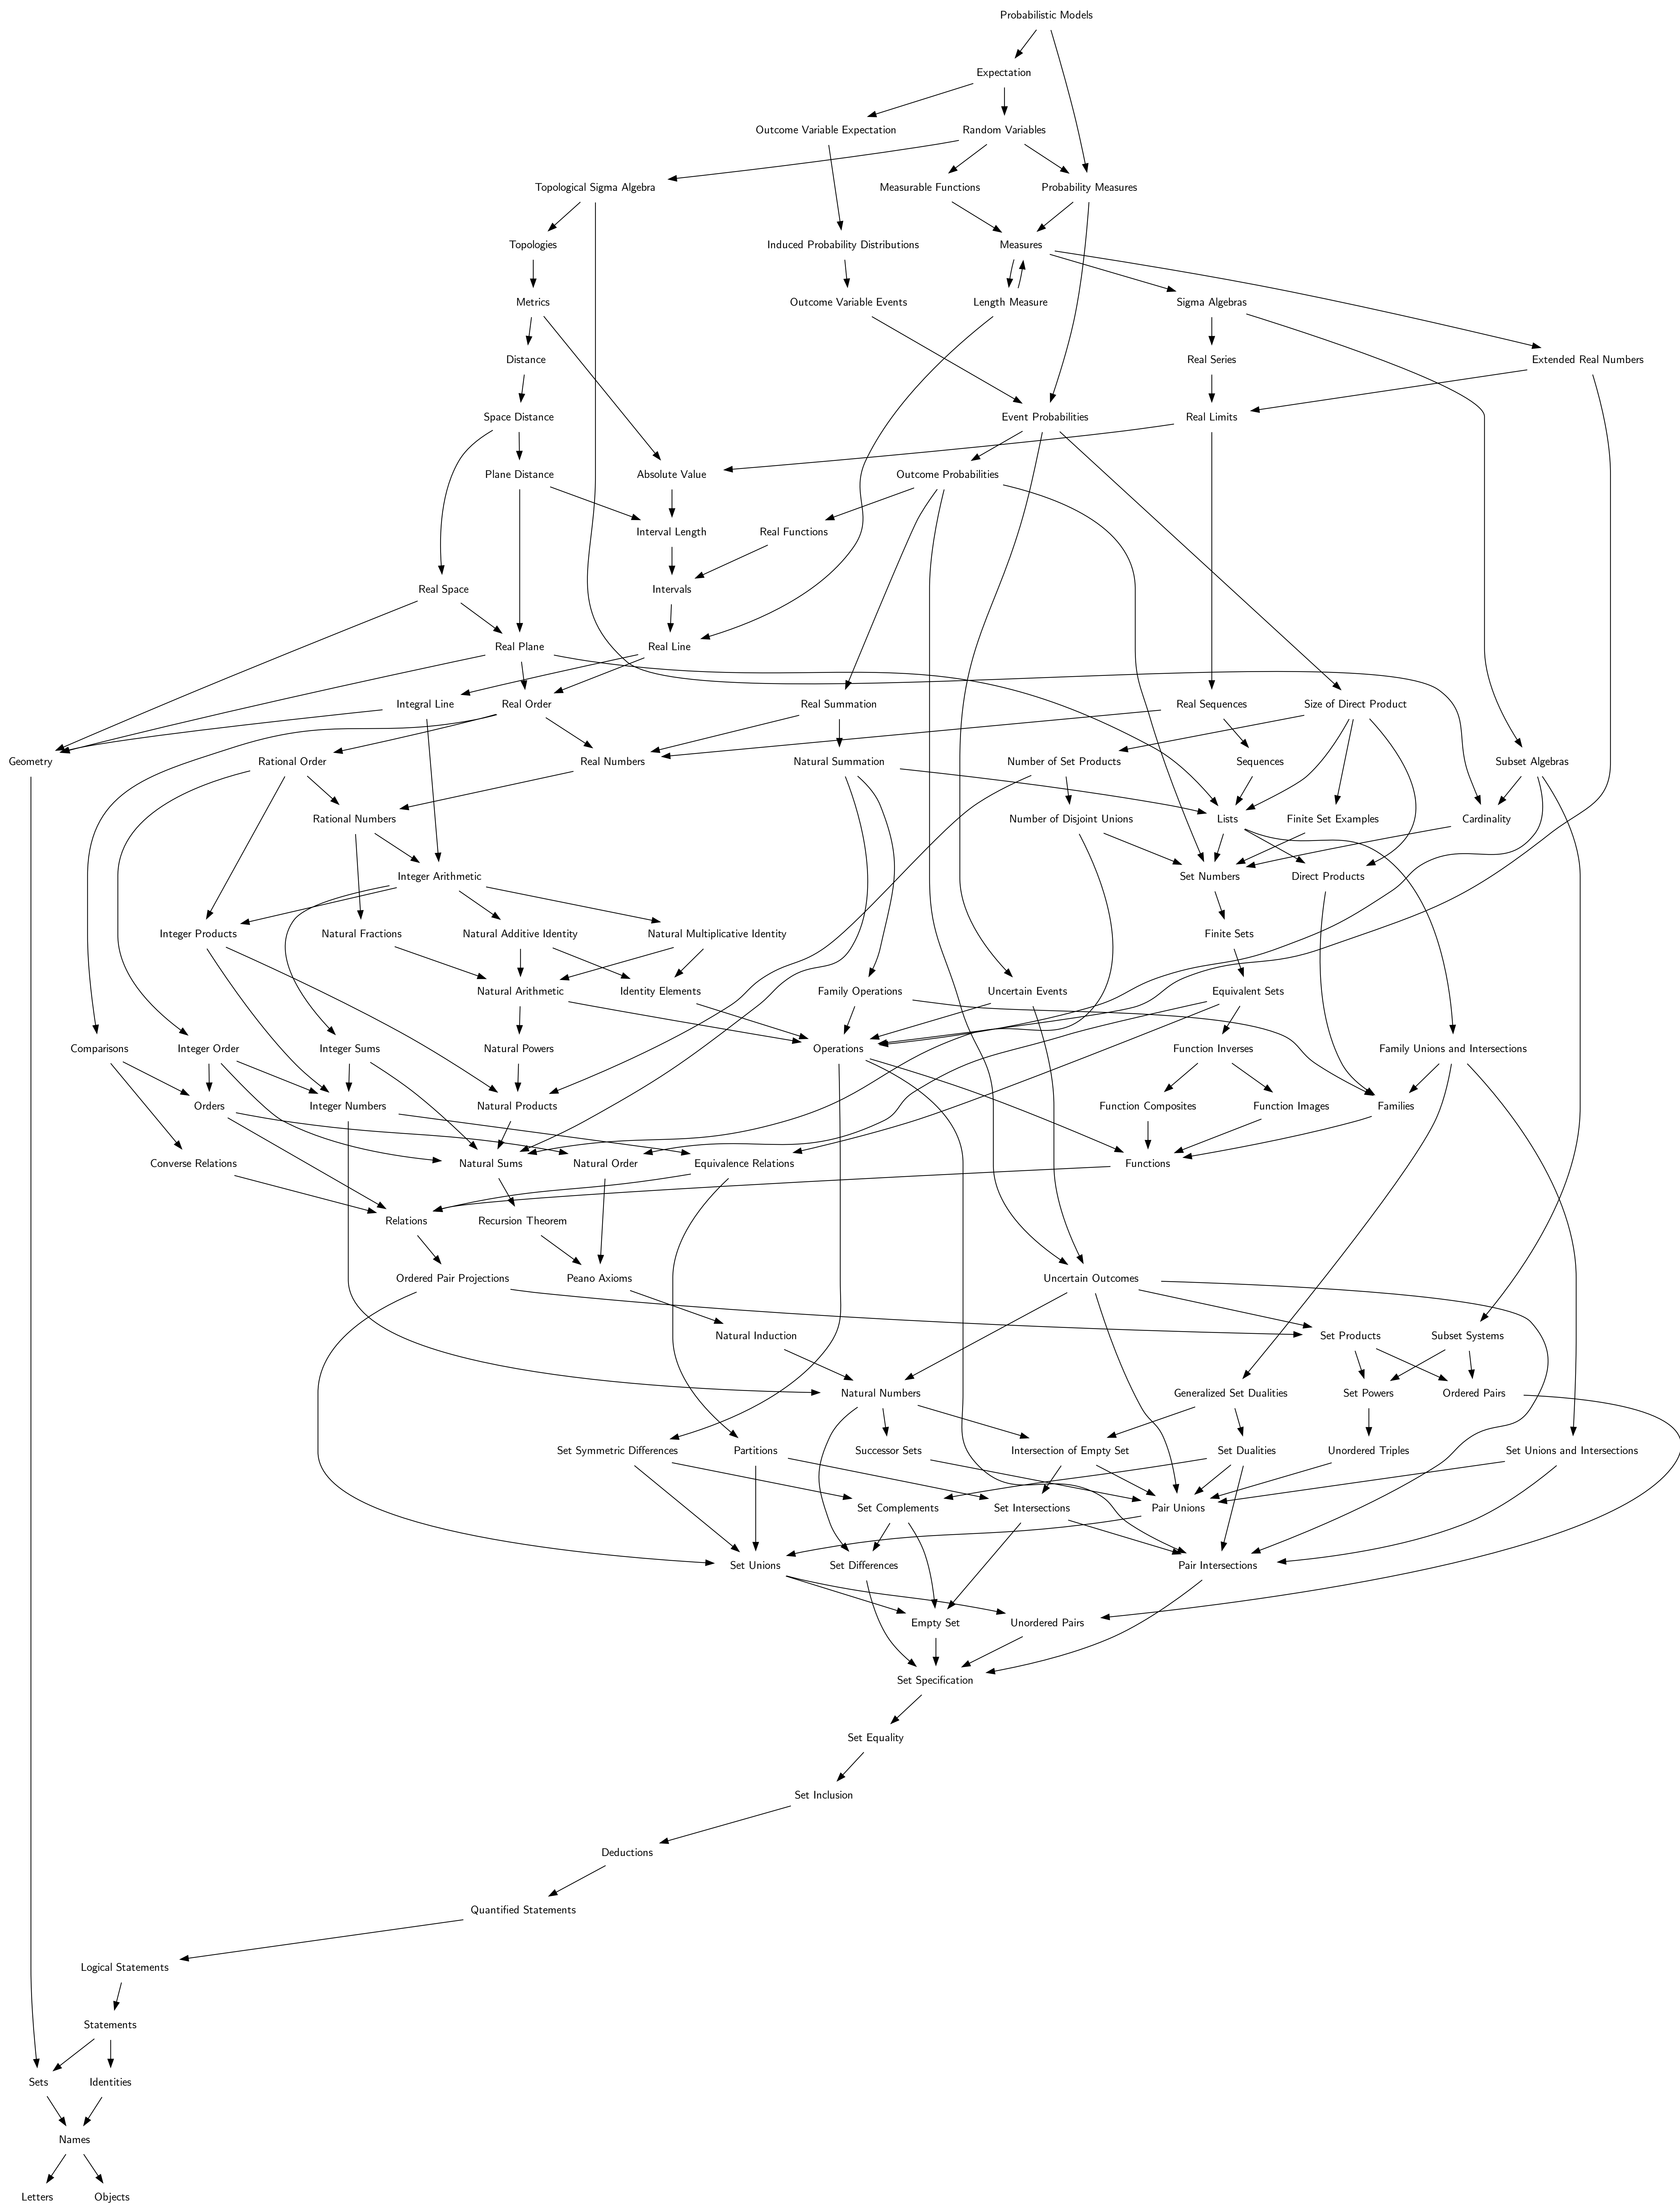 Probabilistic Models
Expectation
Outcome Variable Expectation
Random Variables
Topological Sigma Algebra
Measurable Functions
Probability Measures
Topologies
Induced Probability Distributions
Measures
Metrics
Outcome Variable Events
Length Measure
Sigma Algebras
Distance
Real Series
Extended Real Numbers
Space Distance
Event Probabilities
Real Limits
Plane Distance
Absolute Value
Outcome Probabilities
Interval Length
Real Functions
Real Space
Intervals
Real Plane
Real Line
Integral Line
Real Order
Real Summation
Real Sequences
Size of Direct Product
Geometry
Rational Order
Real Numbers
Natural Summation
Number of Set Products
Sequences
Subset Algebras
Rational Numbers
Number of Disjoint Unions
Lists
Finite Set Examples
Cardinality
Integer Arithmetic
Set Numbers
Direct Products
Integer Products
Natural Fractions
Natural Additive Identity
Natural Multiplicative Identity
Finite Sets
Natural Arithmetic
Identity Elements
Family Operations
Uncertain Events
Equivalent Sets
Comparisons
Integer Order
Integer Sums
Natural Powers
Operations
Function Inverses
Family Unions and Intersections
Orders
Integer Numbers
Natural Products
Function Composites
Function Images
Families
Converse Relations
Natural Sums
Natural Order
Equivalence Relations
Functions
Relations
Recursion Theorem
Ordered Pair Projections
Peano Axioms
Uncertain Outcomes
Natural Induction
Set Products
Subset Systems
Natural Numbers
Generalized Set Dualities
Set Powers
Ordered Pairs
Set Symmetric Differences
Partitions
Successor Sets
Intersection of Empty Set
Set Dualities
Unordered Triples
Set Unions and Intersections
Set Complements
Set Intersections
Pair Unions
Set Unions
Set Differences
Pair Intersections
Empty Set
Unordered Pairs
Set Specification
Set Equality
Set Inclusion
Deductions
Quantified Statements
Logical Statements
Statements
Sets
Identities
Names
Letters
Objects